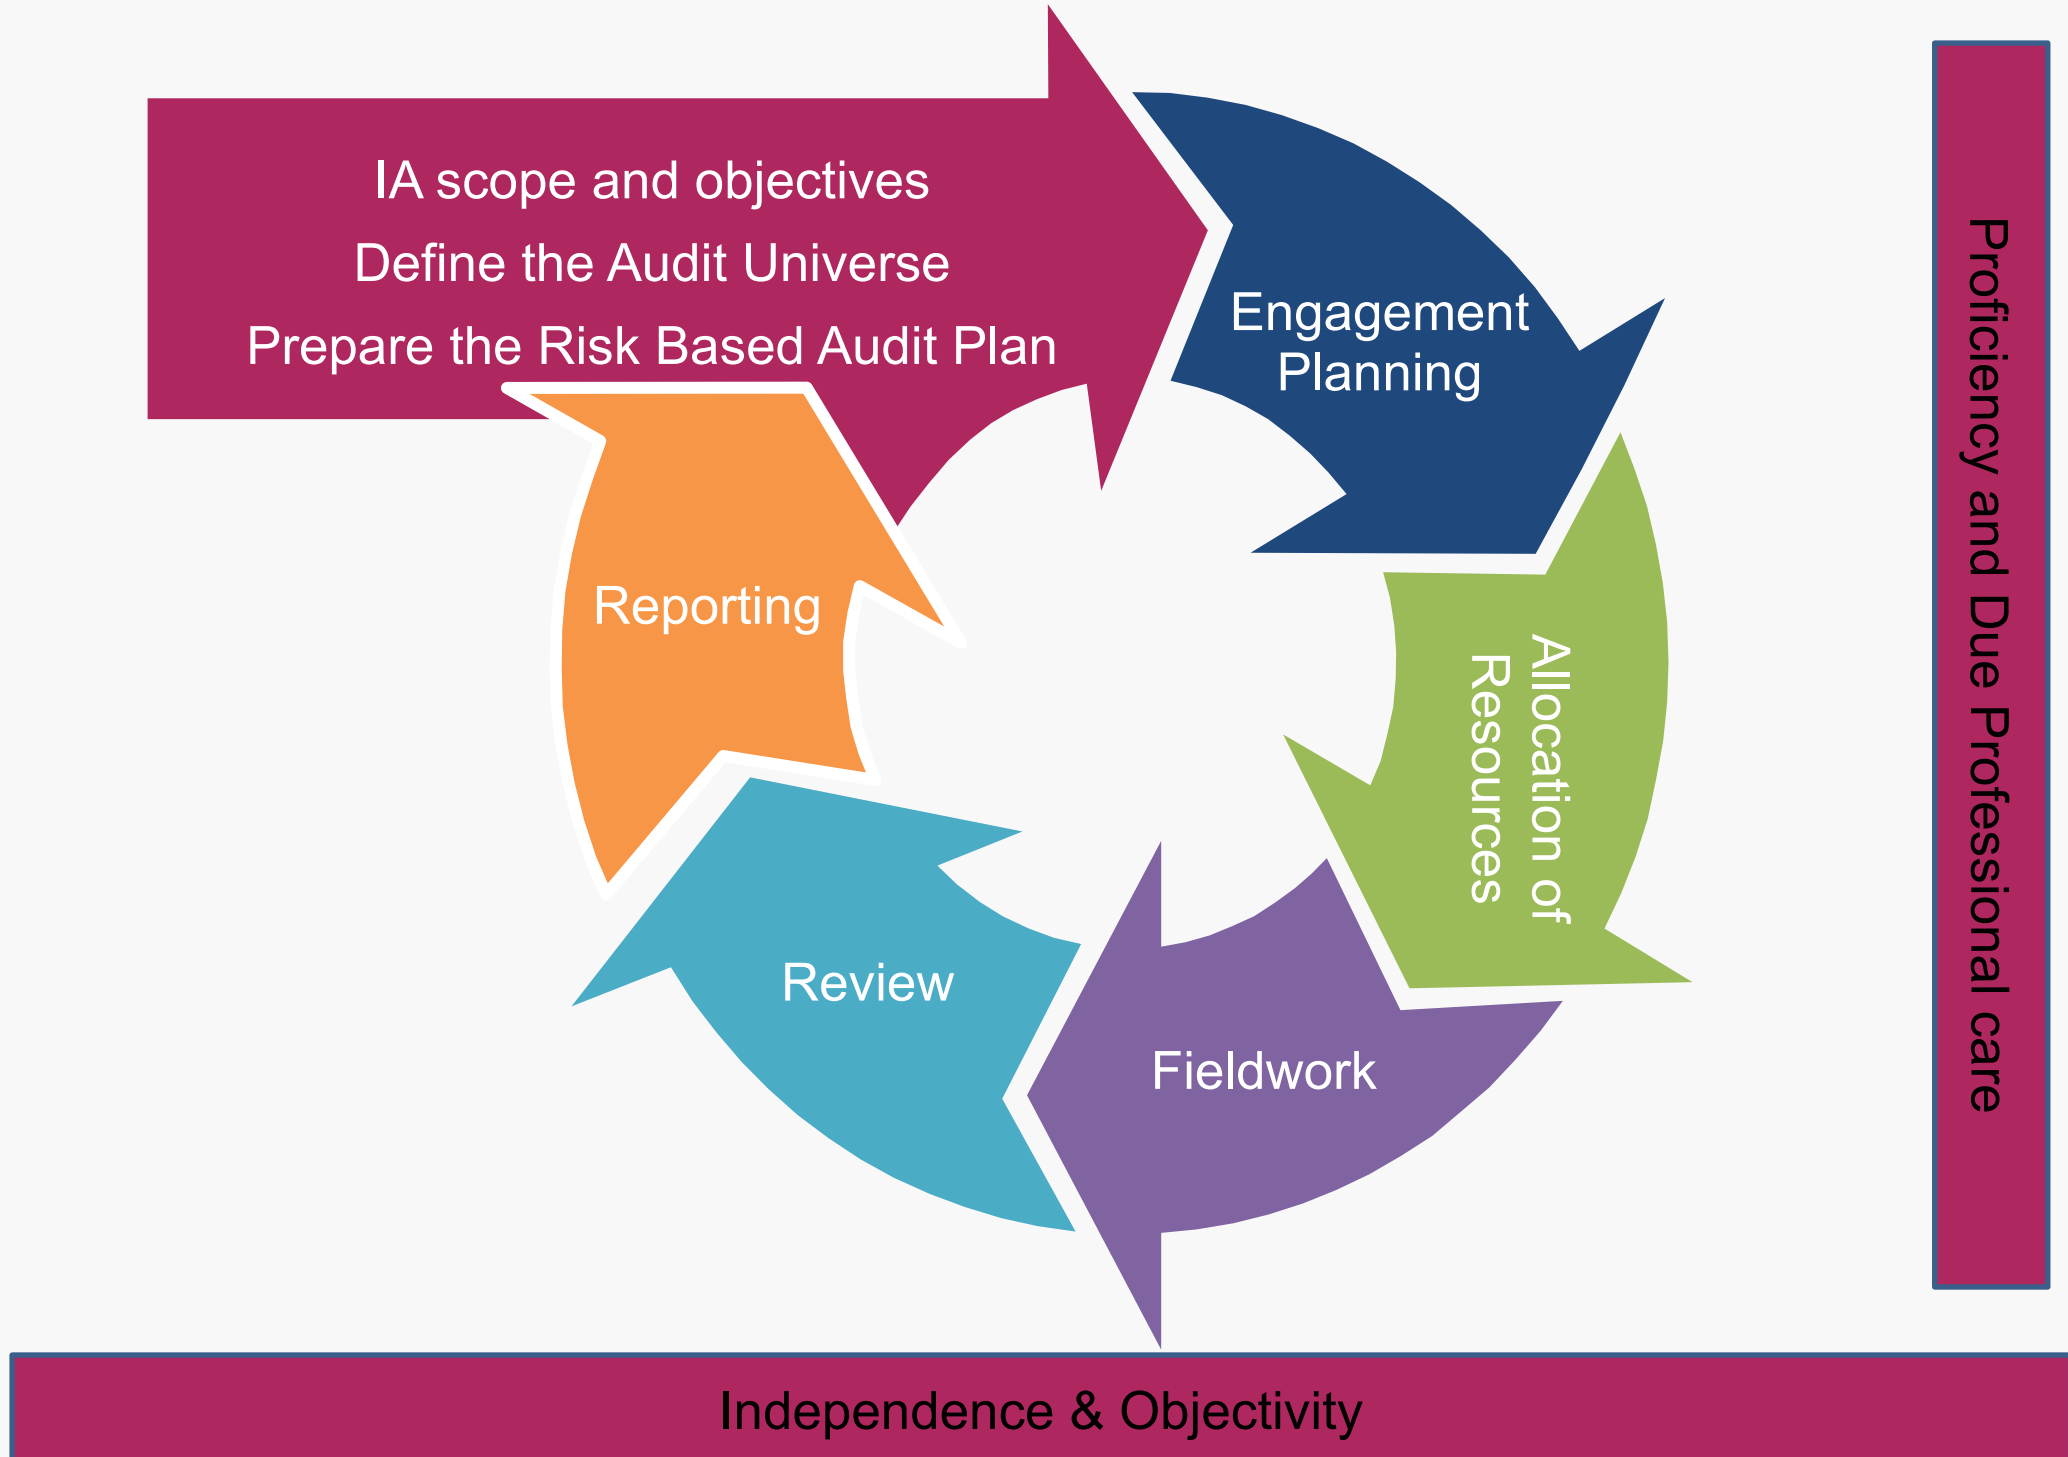 IA scope and objectives
Define the Audit Universe
Prepare the Risk Based Audit Plan
Engagement
Planning
Allocation of
Resources
Fieldwork
Review
Reporting
Proficiency and Due Professional care
Independence & Objectivity